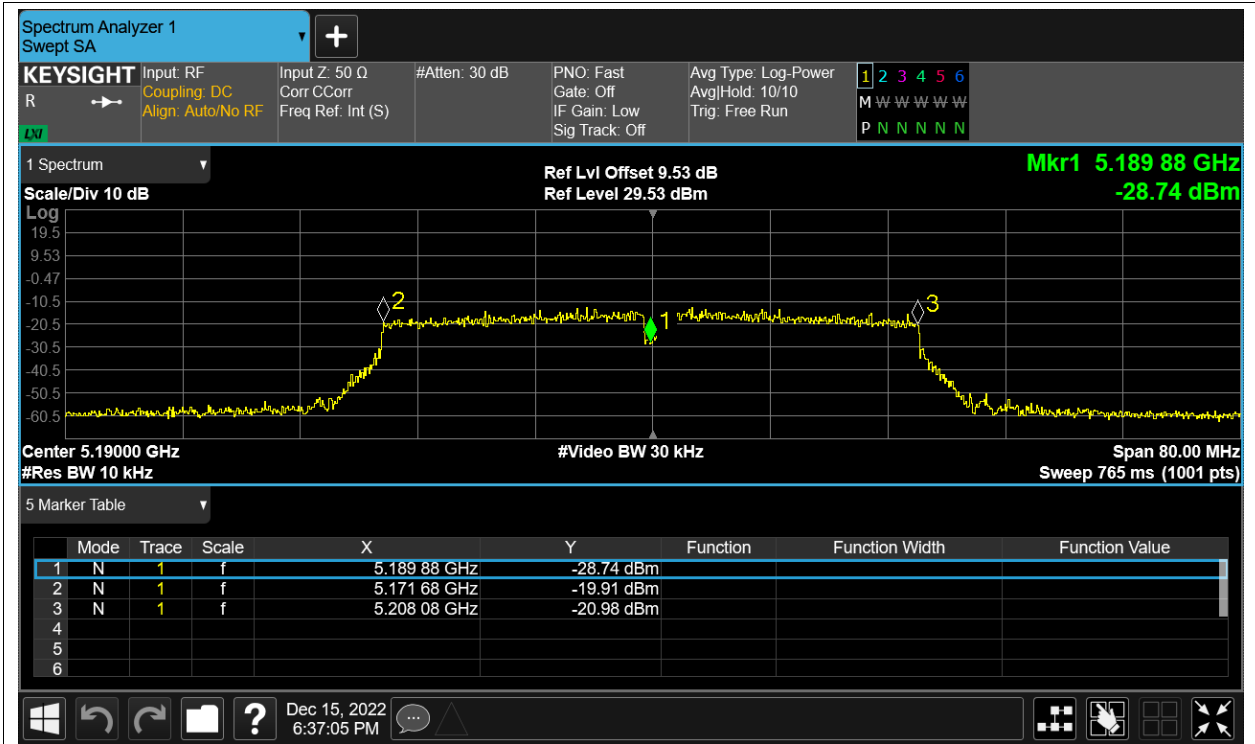 Spectrum Analyzer 1
Swept SA
KEYSIGHT
R
LXI
Input: RF
Coupling: DC
Align: Auto/No RF
Input Z: 50 Ω
Corr CCorr
Freq Ref: Int (S)
#Atten: 30 dB
PNO: Fast
Gate: Off
IF Gain: Low
Sig Track: Off
Avg Type: Log-Power
Avg|Hold: 10/10
Trig: Free Run
1 2 3 4 5 6
M W W W W W
P N N N N N
1 Spectrum
Scale/Div 10 dB
Ref Lvl Offset 9.53 dB
Ref Level 29.53 dBm
Mkr1 5.189 88 GHz
-28.74 dBm
Log
19.5
9.53
-0.47
-10.5
-20.5
-30.5
-40.5
-50.5
-60.5
2
1
3
Center 5.19000 GHz
#Video BW 30 kHz
Span 80.00 MHz
#Res BW 10 kHz
Sweep 765 ms (1001 pts)
5 Marker Table
Mode Trace Scale X Y Function Function Width Function Value
1 N 1 f 5.189 88 GHz -28.74 dBm
2 N 1 f 5.171 68 GHz -19.91 dBm
3 N 1 f 5.208 08 GHz -20.98 dBm
4
5
6
?
Dec 15, 2022
6:37:05 PM